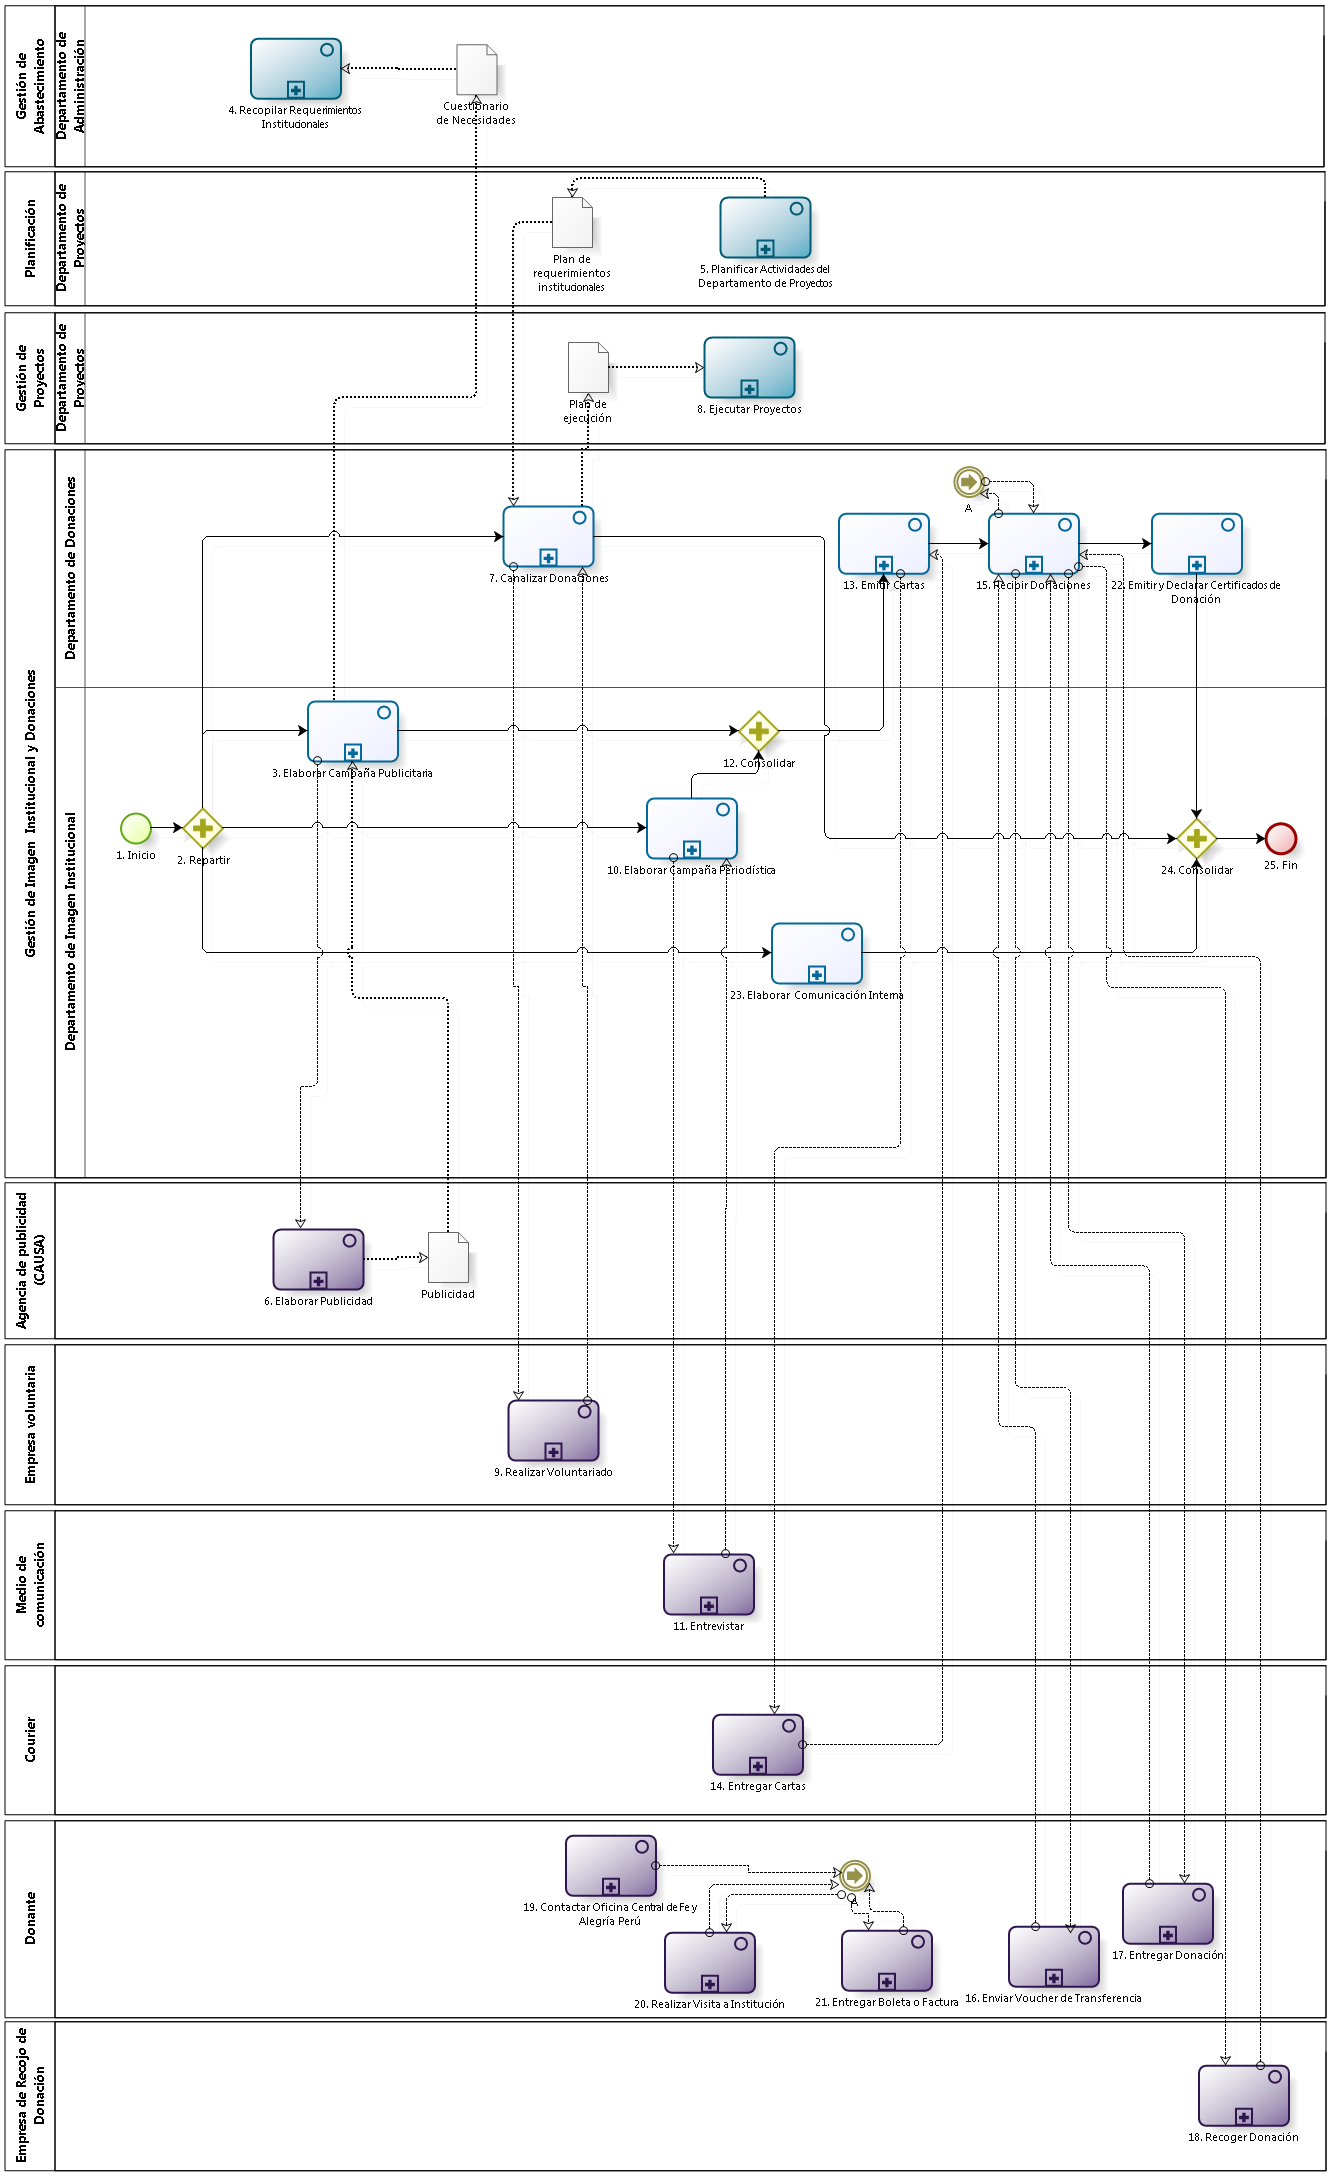 Gestión de
Abastecimiento
Departamento de
Administración
4. Recopilar Requerimientos
Institucionales
Cuestionario
de Necesidades
Planificación
Departamento de
Proyectos
Plan de
requerimientos
institucionales
5. Planificar Actividades del
Departamento de Proyectos
Gestión de
Proyectos
Departamento de
Proyectos
Plan de
ejecución
8. Ejecutar Proyectos
Gestión de Imagen Institucional y Donaciones
Departamento de Donaciones
A
7. Canalizar Donaciones
13. Emitir Cartas
15. Recibir Donaciones
22. Emitir y Declarar Certificados de
Donación
Departamento de Imagen Institucional
3. Elaborar Campaña Publicitaria
12. Consolidar
1. Inicio
2. Repartir
10. Elaborar Campaña Periodística
24. Consolidar
25. Fin
23. Elaborar Comunicación Interna
Agencia de publicidad
(CAUSA)
6. Elaborar Publicidad
Publicidad
Empresa voluntaria
9. Realizar Voluntariado
Medio de
comunicación
11. Entrevistar
Courier
14. Entregar Cartas
Donante
19. Contactar Oficina Central de Fe y
Alegría Perú
A
20. Realizar Visita a Institución
21. Entregar Boleta o Factura
16. Enviar Voucher de Transferencia
17. Entregar Donación
Empresa de Recojo de
Donación
18. Recoger Donación